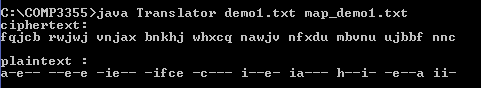 C:\COMP3355>java Translator demo1.txt map_demo1.txt
ciphertext:
fqjcb rwjwj vnjax bnkhj whxcq nawjv nfxdu mbvnu ujbbf nnc
plaintext :
a-e-- --e-e -ie-- -ifce -c--- i--e- ia--- h--i- -e--a ii-